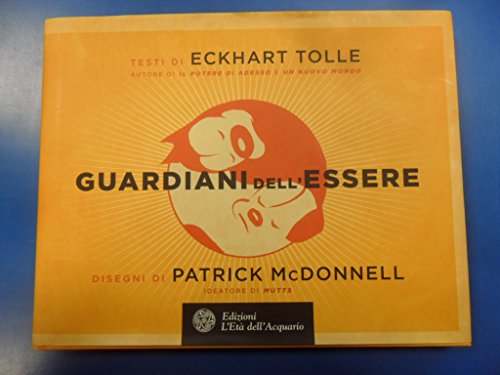 TESTI DI ECKHART TOLLE
AUTORE DI IL POTERE DI ADESSO E UN NUOVO MONDO
GUARDIANI DELL'ESSERE
DISEGNI DI PATRICK McDONNELL
IDEATORE DI MUTTS
Edizioni
L'Età dell'Acquario